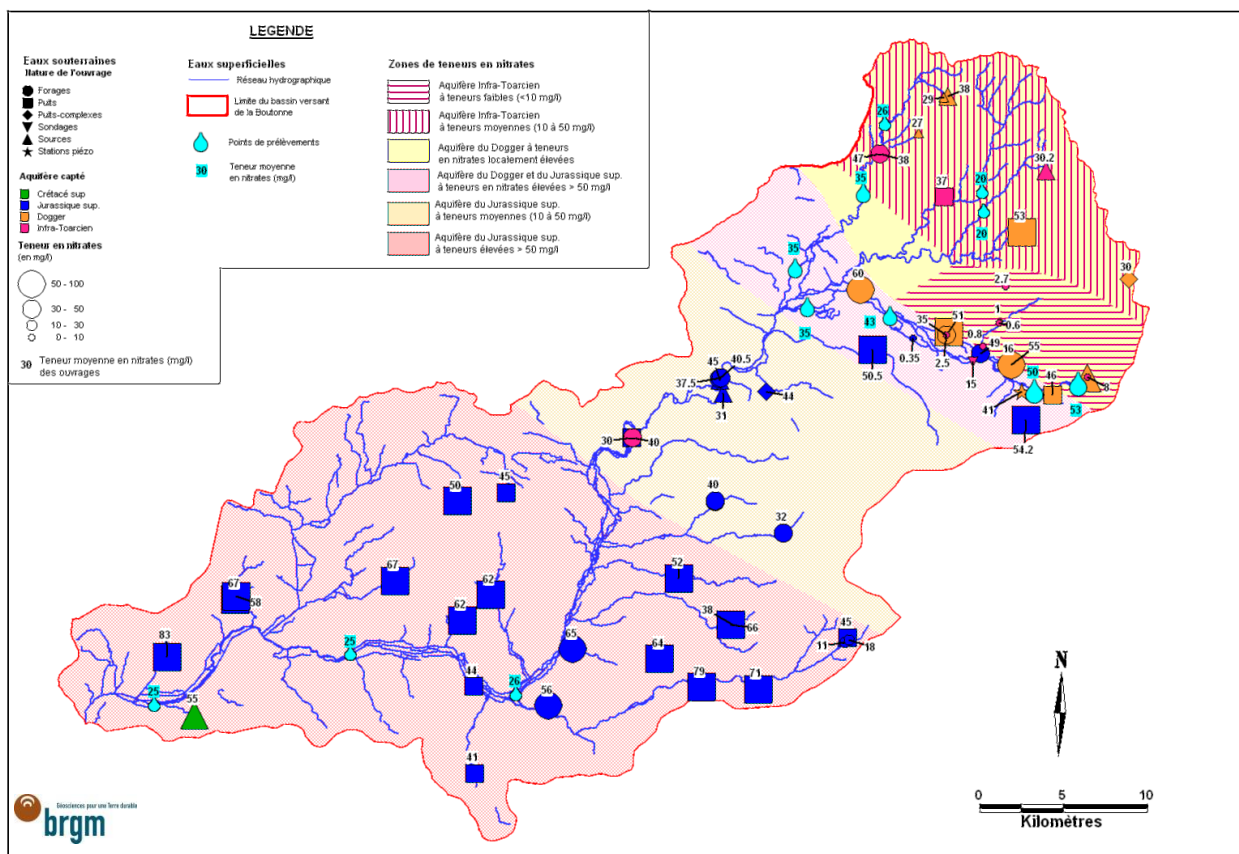 LEGENDE
Eaux souterraines
Nature de l'ouvrage
Forages
Puits
Puits-complexes
Sondages
Sources
Stations piézo
Aquifère capté
Crétacé sup
Jurassique sup.
Dogger
Infra-Toarcien
Teneur en nitrates
(en mg/l)
50 - 100
30 - 50
10 - 30
0 - 10
30 Teneur moyenne en nitrates (mg/l)
des ouvrages
Eaux superficielles
Réseau hydrographique
Limite du bassin versant
de la Boutonne
Points de prélèvements
30 Teneur moyenne
en nitrates (mg/l)
Zones de teneurs en nitrates
Aquifère Infra-Toarcien
à teneurs faibles (<10 mg/l)
Aquifère Infra-Toarcien
à teneurs moyennes (10 à 50 mg/l)
Aquifère du Dogger à teneurs
en nitrates localement élevées
Aquifère du Dogger et du Jurassique sup.
à teneurs en nitrates élevées > 50 mg/l
Aquifère du Jurassique sup.
à teneurs moyennes (10 à 50 mg/l)
Aquifère du Jurassique sup.
à teneurs élevées > 50 mg/l
38
29
26
27
47
38
30.2
35
37
20
20
53
35
30
2.7
60
35
43
35
51
1
0.6
0.8
0.35
2.5
49
16
55
15
50.5
50
46
8
41
53
54.2
45
40.5
37.5
44
31
30
40
50
45
40
32
67
67
58
62
62
52
38
66
45
11
18
83
25
65
64
44
79
71
25
55
26
56
41
N
0
5
10
Kilomètres
Géosciences pour une Terre durable
brgm